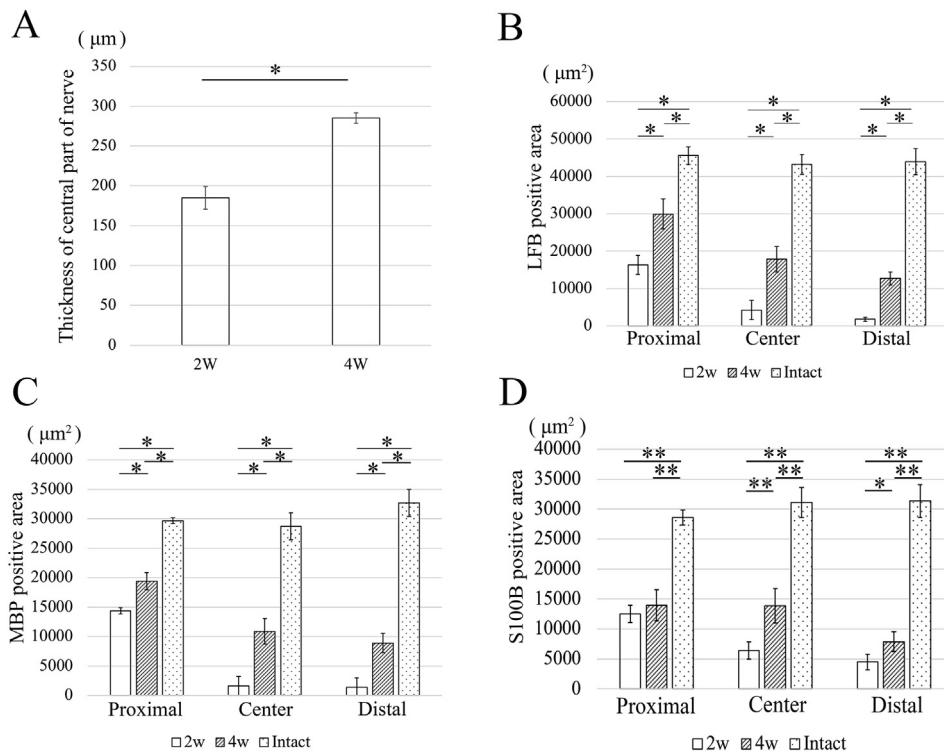 A
( μm)
Thickness of central part of nerve
350
300
250
200
150
100
50
0
*
2W
4W
B
( μm²)
LFB positive area
60000
50000
40000
30000
20000
10000
0
* * *
* * * * * *
Proximal Center Distal
2w 4w Intact
C
( μm²)
MBP positive area
40000
35000
30000
25000
20000
15000
10000
5000
0
* * *
* * * * * *
Proximal Center Distal
2w 4w Intact
D
( μm²)
S100B positive area
40000
35000
30000
25000
20000
15000
10000
5000
0
** ** **
** ** ** * **
Proximal Center Distal
2w 4w Intact